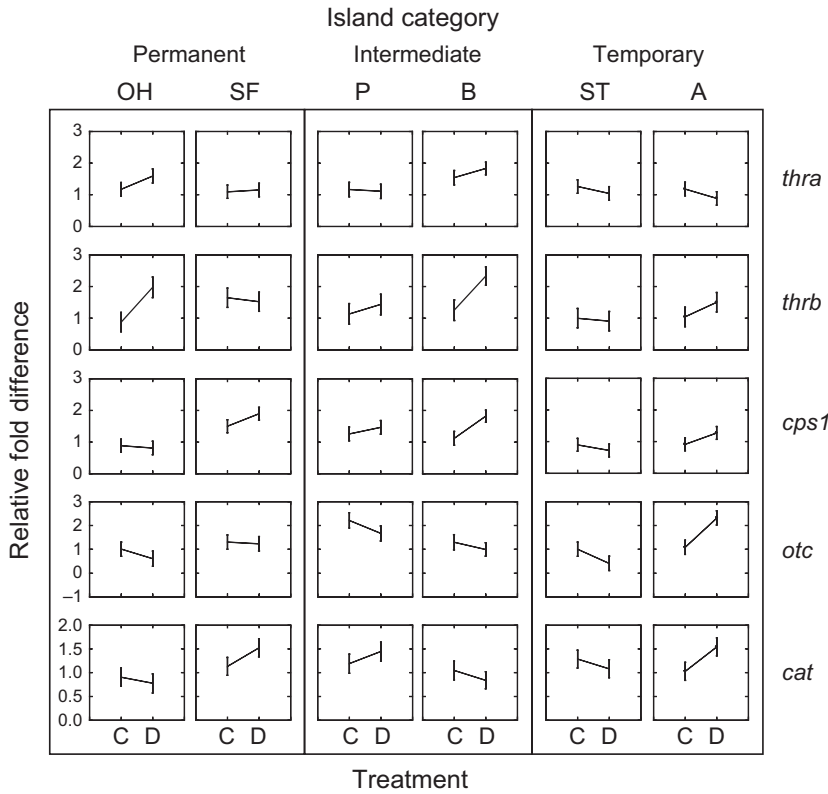 Island category
Permanent Intermediate Temporary
OH SF P B ST A
3
2
1
0
thra
3
2
1
0
thrb
3
2
1
0
cps1
3
2
1
0
−1
otc
2.0
1.5
1.0
0.5
0.0
cat
Relative fold difference
C D C D C D C D C D C D
Treatment